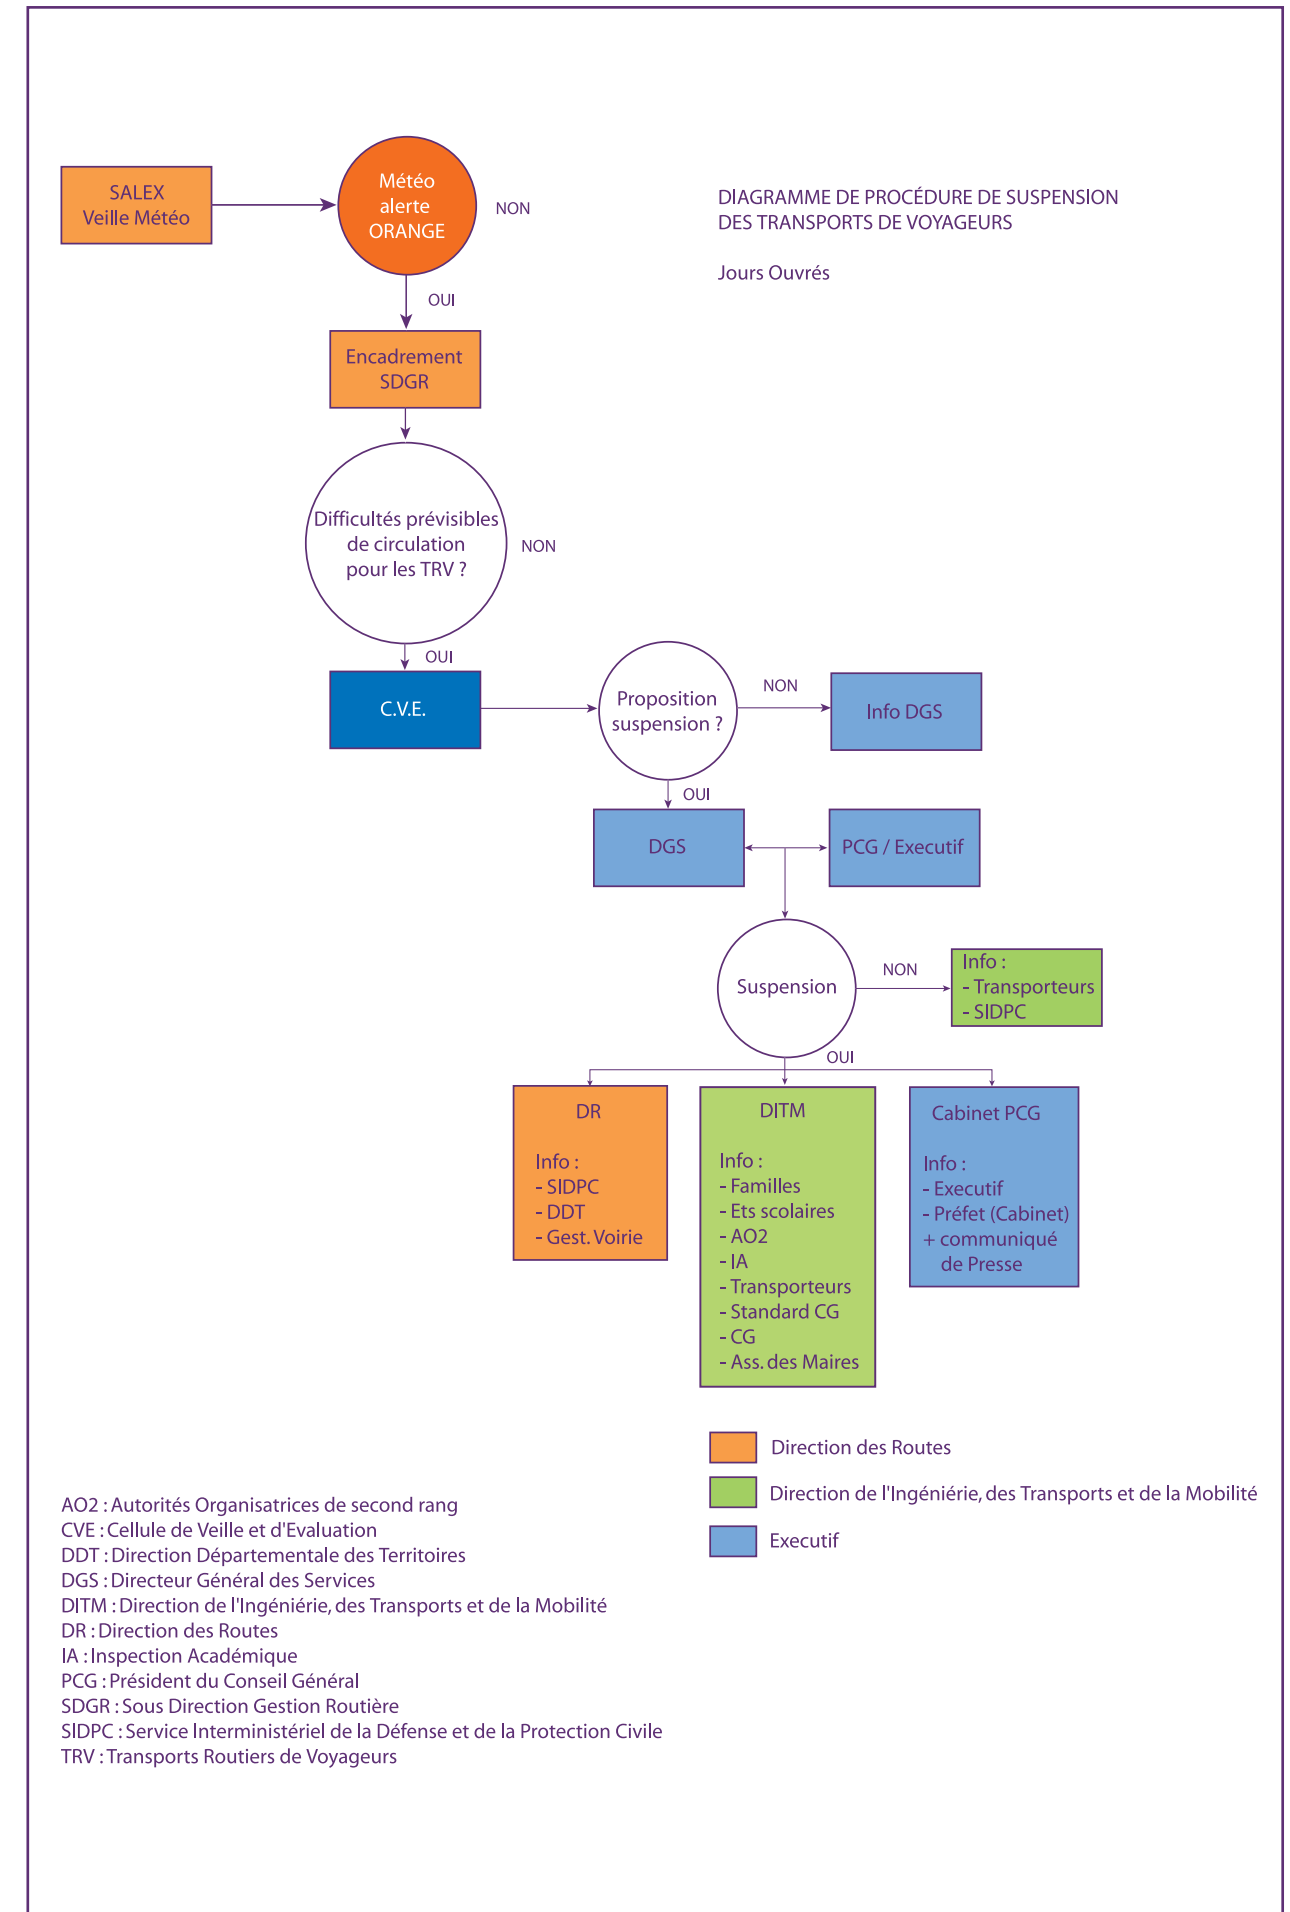 SALEX
Veille Météo
Météo
alerte
ORANGE
NON
DIAGRAMME DE PROCÉDURE DE SUSPENSION
DES TRANSPORTS DE VOYAGEURS
Jours Ouvrés
OUI
Encadrement
SDGR
Difficultés prévisibles
de circulation
pour les TRV ?
NON
OUI
C.V.E.
Proposition
suspension ?
NON
Info DGS
OUI
DGS
PCG / Executif
Suspension
NON
Info :
- Transporteurs
- SIDPC
OUI
DR
Info :
- SIDPC
- DDT
- Gest. Voirie
DITM
Info :
- Familles
- Ets scolaires
- AO2
- IA
- Transporteurs
- Standard CG
- CG
- Ass. des Maires
Cabinet PCG
Info :
- Executif
- Préfet (Cabinet)
+ communiqué
de Presse
Direction des Routes
Direction de l'Ingéniérie, des Transports et de la Mobilité
Executif
AO2 : Autorités Organisatrices de second rang
CVE : Cellule de Veille et d'Evaluation
DDT : Direction Départementale des Territoires
DGS : Directeur Général des Services
DITM : Direction de l'Ingéniérie, des Transports et de la Mobilité
DR : Direction des Routes
IA : Inspection Académique
PCG : Président du Conseil Général
SDGR : Sous Direction Gestion Routière
SIDPC : Service Interministériel de la Défense et de la Protection Civile
TRV : Transports Routiers de Voyageurs